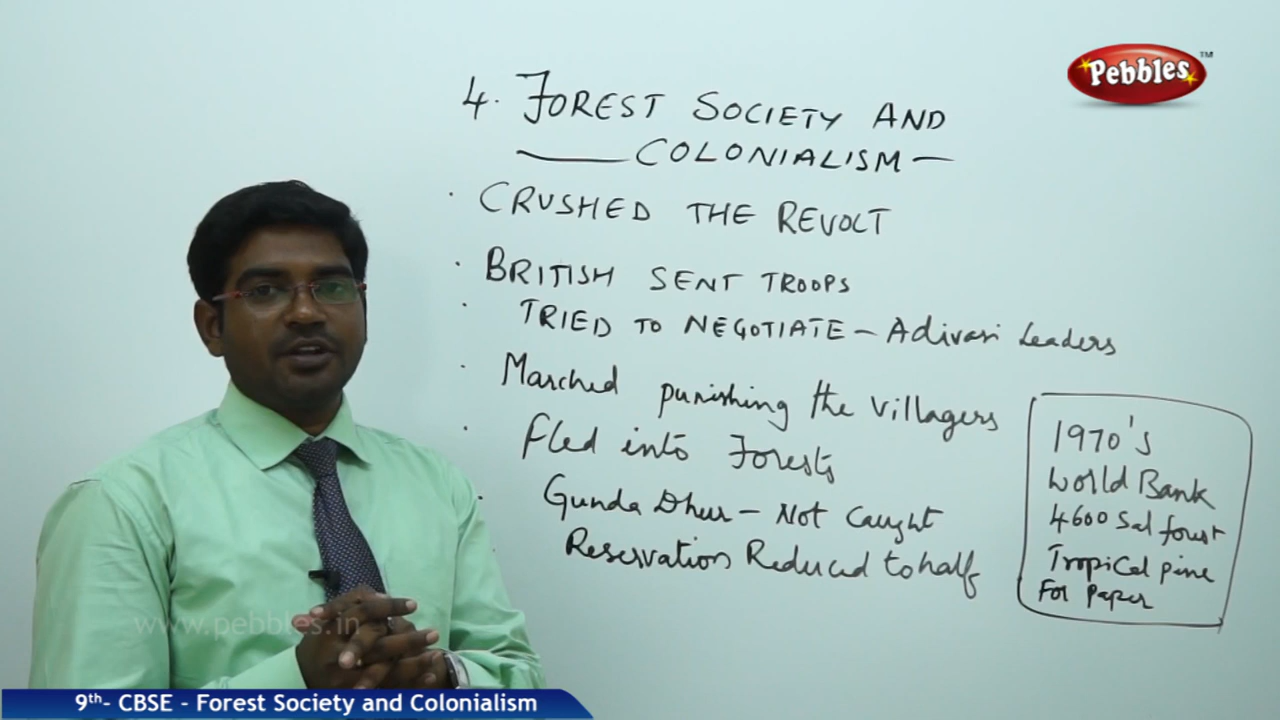 Pebbles™
4. FOREST SOCIETY AND
COLONIALISM
• CRUSHED THE REVOLT
• BRITISH SENT TROOPS
• TRIED TO NEGOTIATE – Adivasi Leaders
• Marched punishing the villagers
• Fled into Forests
• Gunda Dhur – Not Caught
• Reservation Reduced to half
1970's
World Bank
4600 Sal forest
Tropical pine
For Paper
www.pebbles.in
9th- CBSE - Forest Society and Colonialism